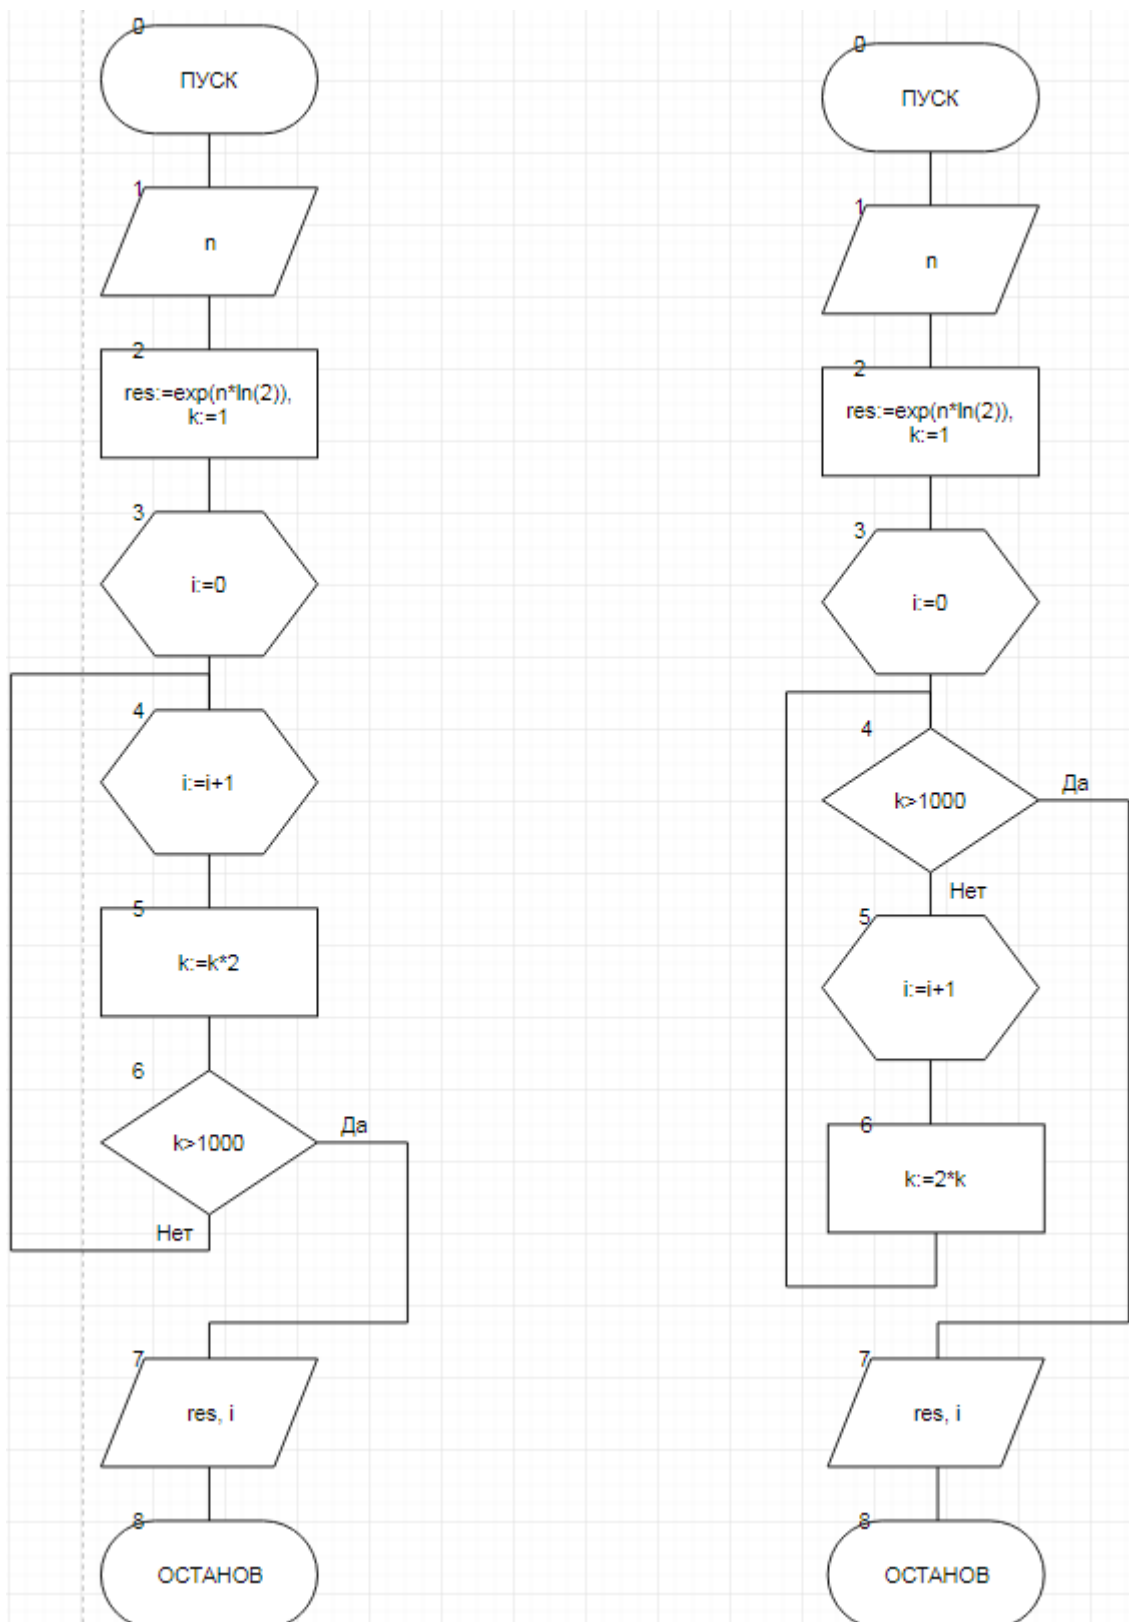 0
ПУСК
1
n
2
res:=exp(n*ln(2)),
k:=1
3
i:=0
4
i:=i+1
5
k:=k*2
6
k>1000
Да
Нет
7
res, i
8
ОСТАНОВ
0
ПУСК
1
n
2
res:=exp(n*ln(2)),
k:=1
3
i:=0
4
k>1000
Да
Нет
5
i:=i+1
6
k:=2*k
7
res, i
8
ОСТАНОВ